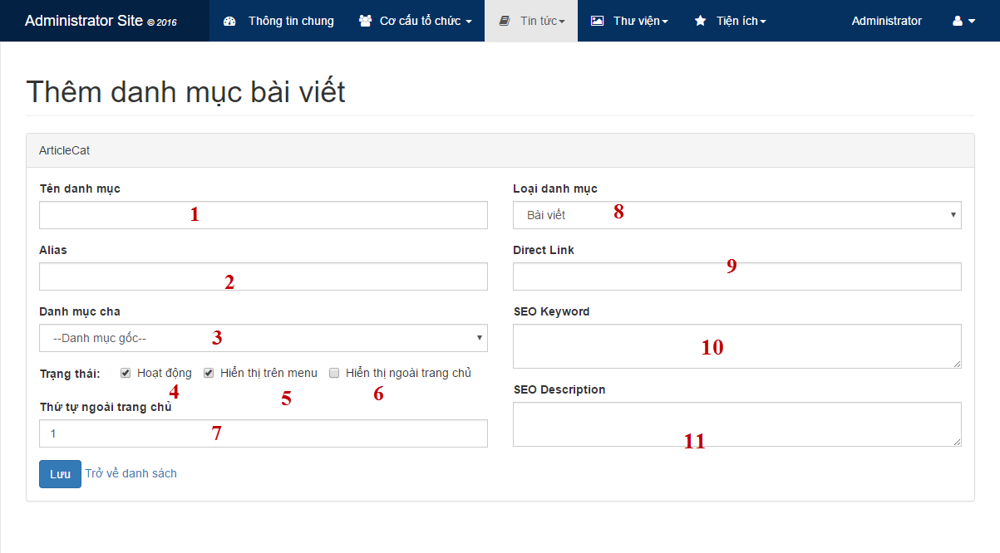 Administrator Site © 2016 Thông tin chung Cơ cấu tổ chức Tin tức Thư viện Tiện ích Administrator
Thêm danh mục bài viết
ArticleCat
Tên danh mục
1
Alias
2
Danh mục cha
--Danh mục gốc-- 3
Trạng thái: Hoạt động Hiển thị trên menu Hiển thị ngoài trang chủ
4 5 6
Thứ tự ngoài trang chủ
1 7
Lưu Trở về danh sách
Loại danh mục
Bài viết 8
Direct Link
9
SEO Keyword
10
SEO Description
11